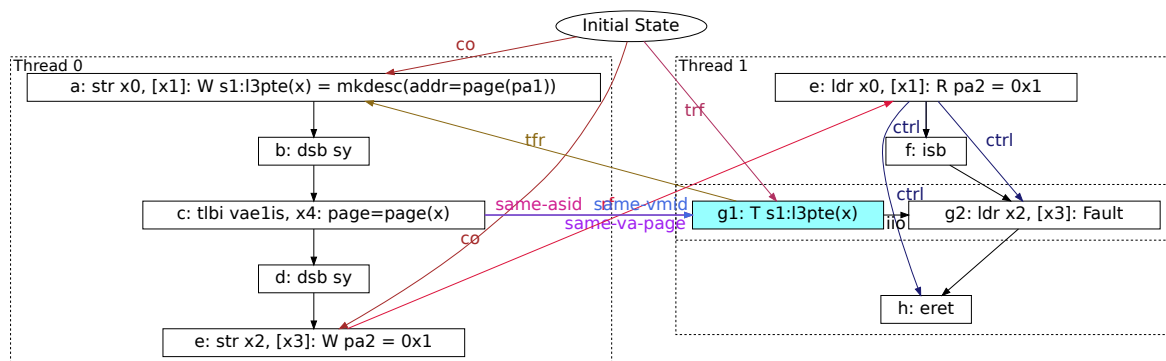 Initial State
Thread 0
Thread 1
co
a: str x0, [x1]: W s1:l3pte(x) = mkdesc(addr=page(pa1))
e: ldr x0, [x1]: R pa2 = 0x1
trf
tfr
ctrl
ctrl
b: dsb sy
f: isb
ctrl
c: tlbi vae1is, x4: page=page(x)
same-asid
rf
same-vmid
same-va-page
g1: T s1:l3pte(x)
iio
g2: ldr x2, [x3]: Fault
co
d: dsb sy
h: eret
e: str x2, [x3]: W pa2 = 0x1